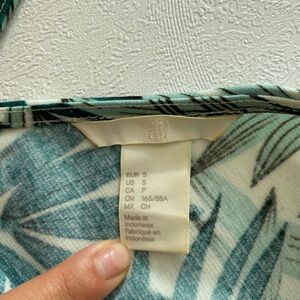 EUR S
US S
CA P
CN 165/88A
MX CH
Made in
Indonesia
Fabriqué en
Indonésie